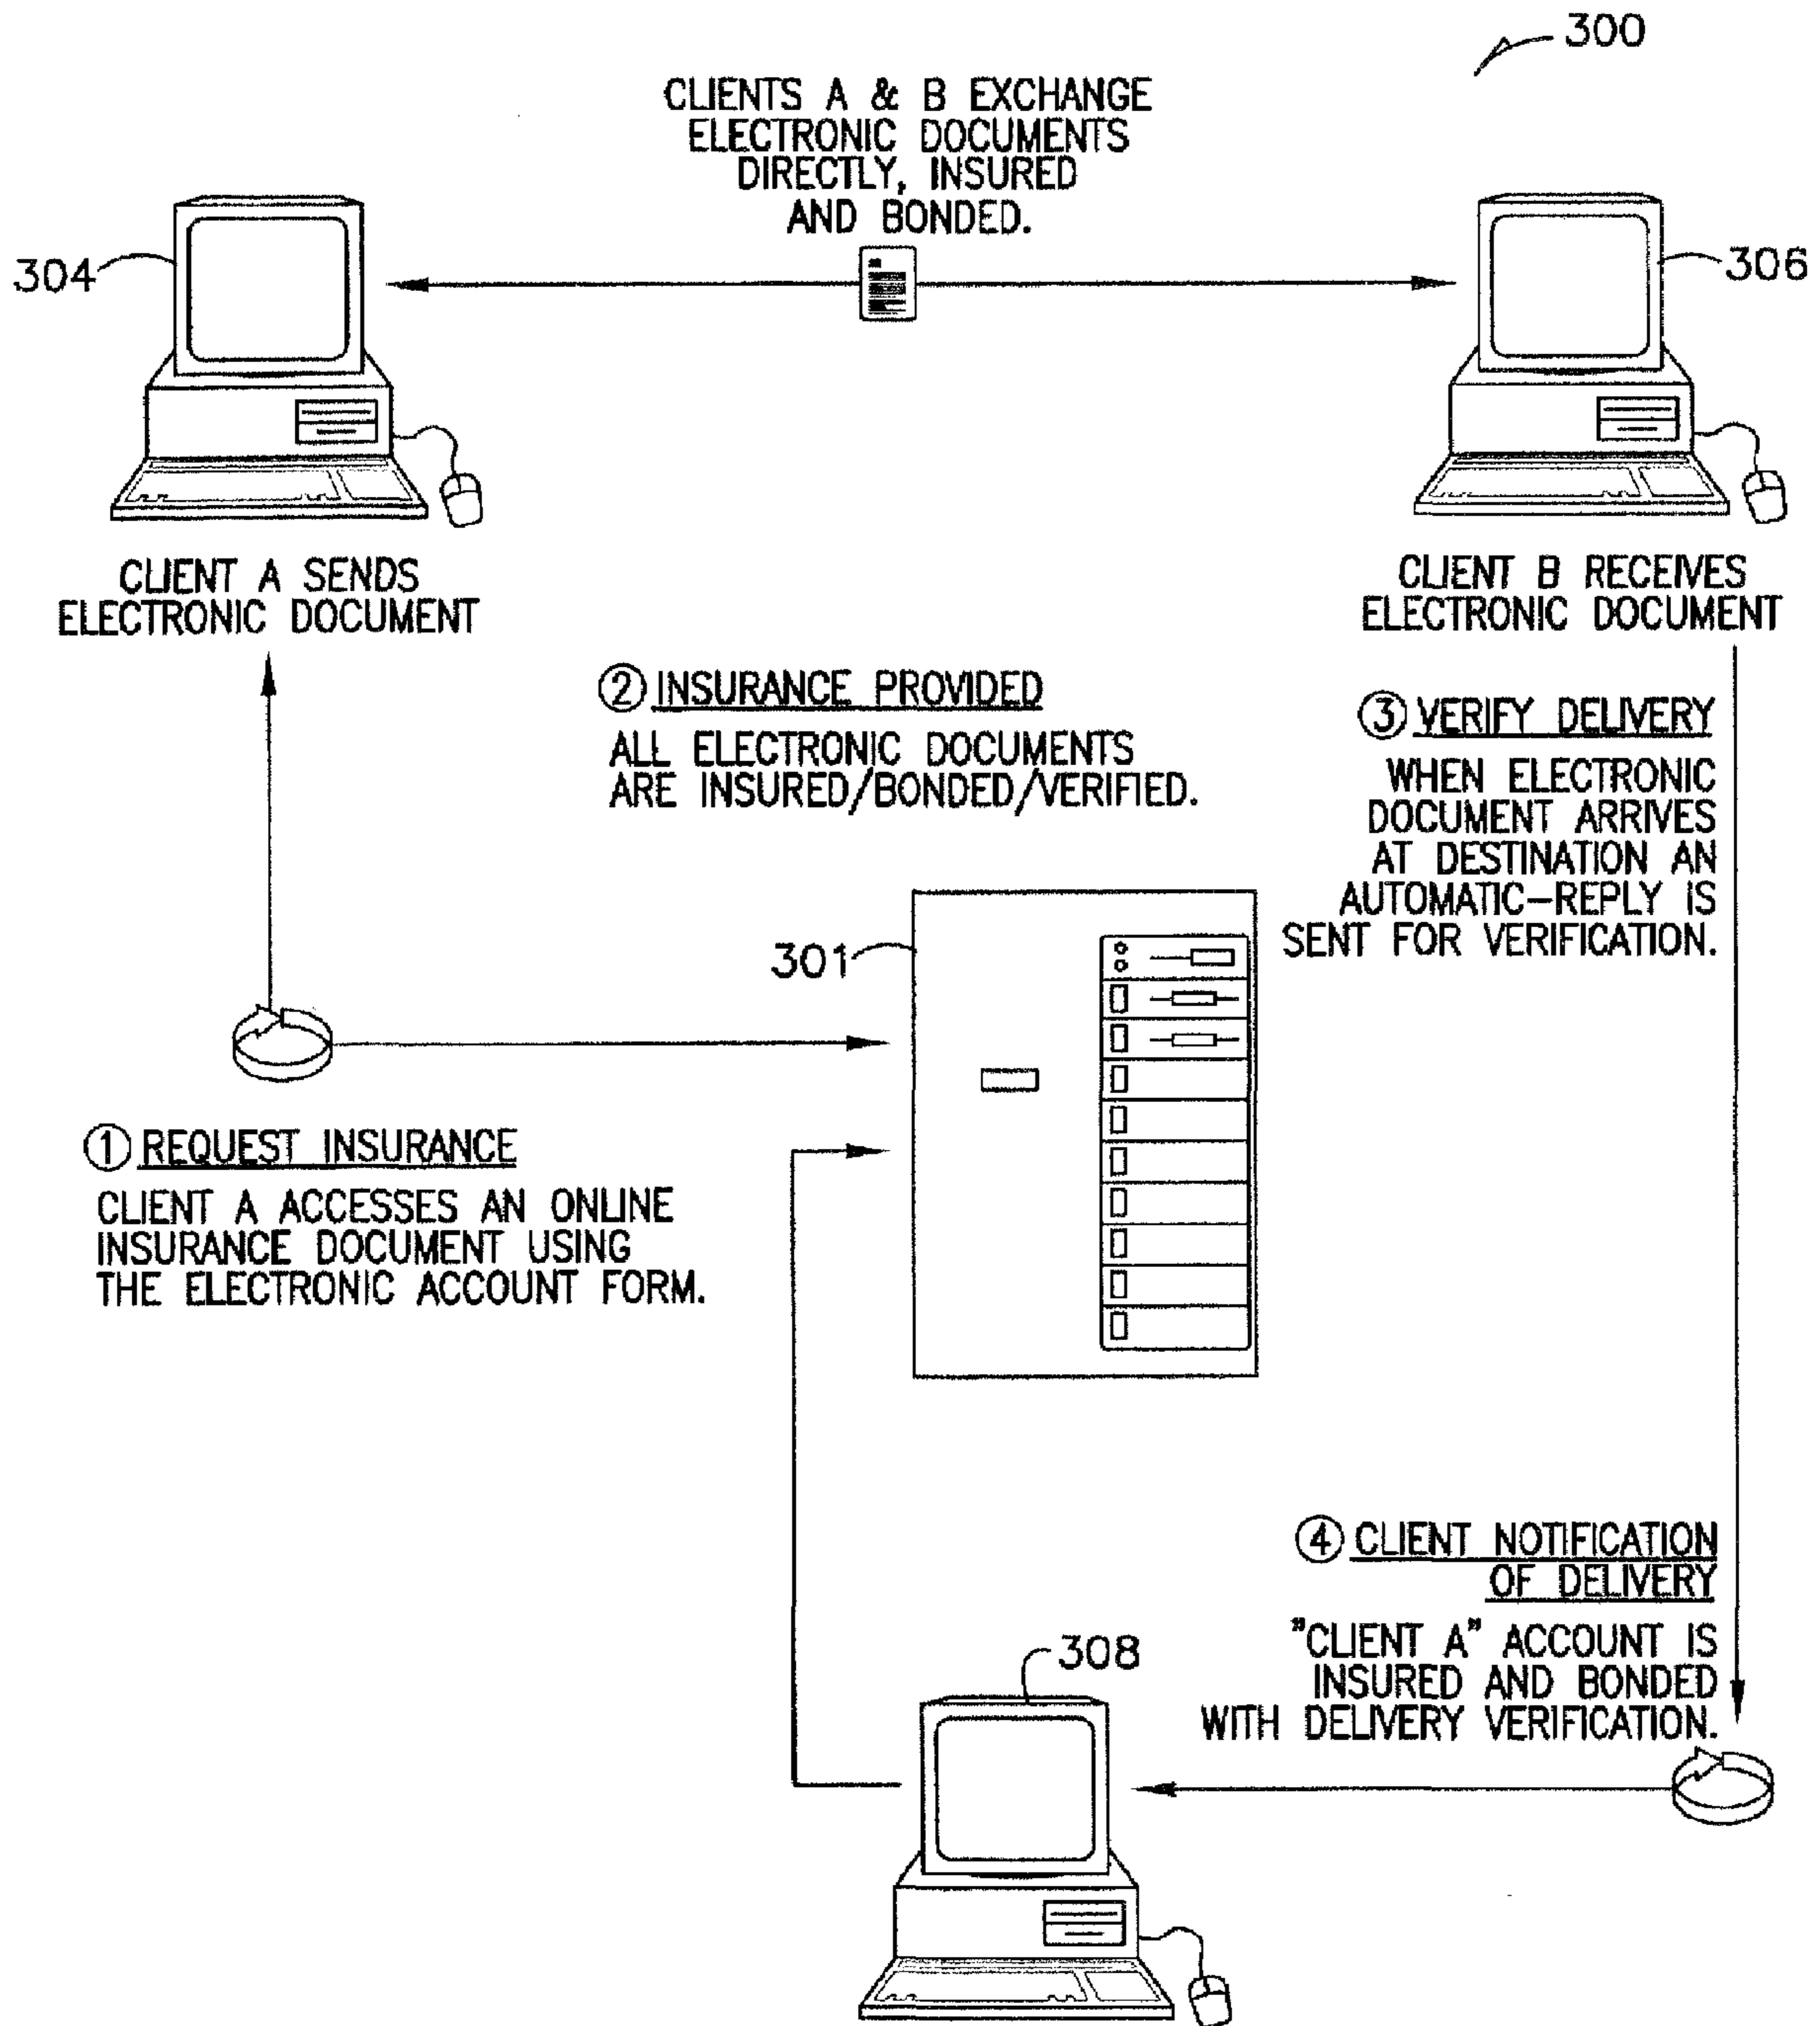 300
CLIENTS A & B EXCHANGE
ELECTRONIC DOCUMENTS
DIRECTLY, INSURED
AND BONDED.
304
306
CLIENT A SENDS
ELECTRONIC DOCUMENT
CLIENT B RECEIVES
ELECTRONIC DOCUMENT
② INSURANCE PROVIDED
ALL ELECTRONIC DOCUMENTS
ARE INSURED/BONDED/VERIFIED.
③ VERIFY DELIVERY
WHEN ELECTRONIC
DOCUMENT ARRIVES
AT DESTINATION AN
AUTOMATIC-REPLY IS
SENT FOR VERIFICATION.
301
① REQUEST INSURANCE
CLIENT A ACCESSES AN ONLINE
INSURANCE DOCUMENT USING
THE ELECTRONIC ACCOUNT FORM.
④ CLIENT NOTIFICATION
OF DELIVERY
"CLIENT A" ACCOUNT IS
INSURED AND BONDED
WITH DELIVERY VERIFICATION.
308